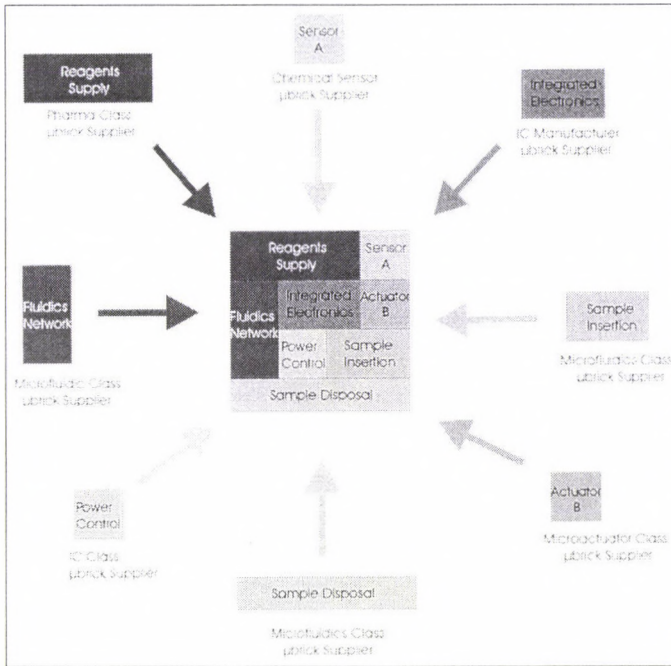 Sensor
A
Chemical Sensor
µbrick Supplier
Reagents
Supply
Pharma Class
µbrick Supplier
Integrated
Electronics
IC Manufacturer
µbrick Supplier
Reagents
Supply
Sensor
A
Fluidics
Network
Integrated
Electronics
Actuator
B
Power
Control
Sample
Insertion
Sample Disposal
Fluidics
Network
Microfluidic Class
µbrick Supplier
Sample
Insertion
Microfluidics Class
µbrick Supplier
Power
Control
IC Class
µbrick Supplier
Actuator
B
Microactuator Class
µbrick Supplier
Sample Disposal
Microfluidics Class
µbrick Supplier